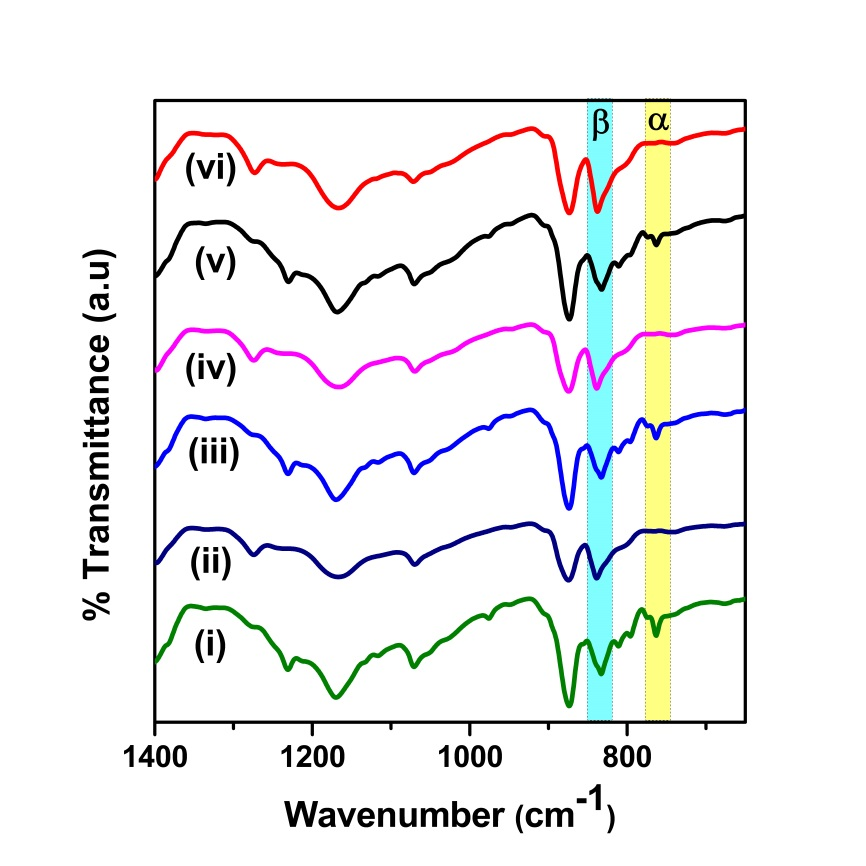 β α
(vi)
(v)
(iv)
(iii)
(ii)
(i)
% Transmittance (a.u)
1400 1200 1000 800
Wavenumber (cm-1)